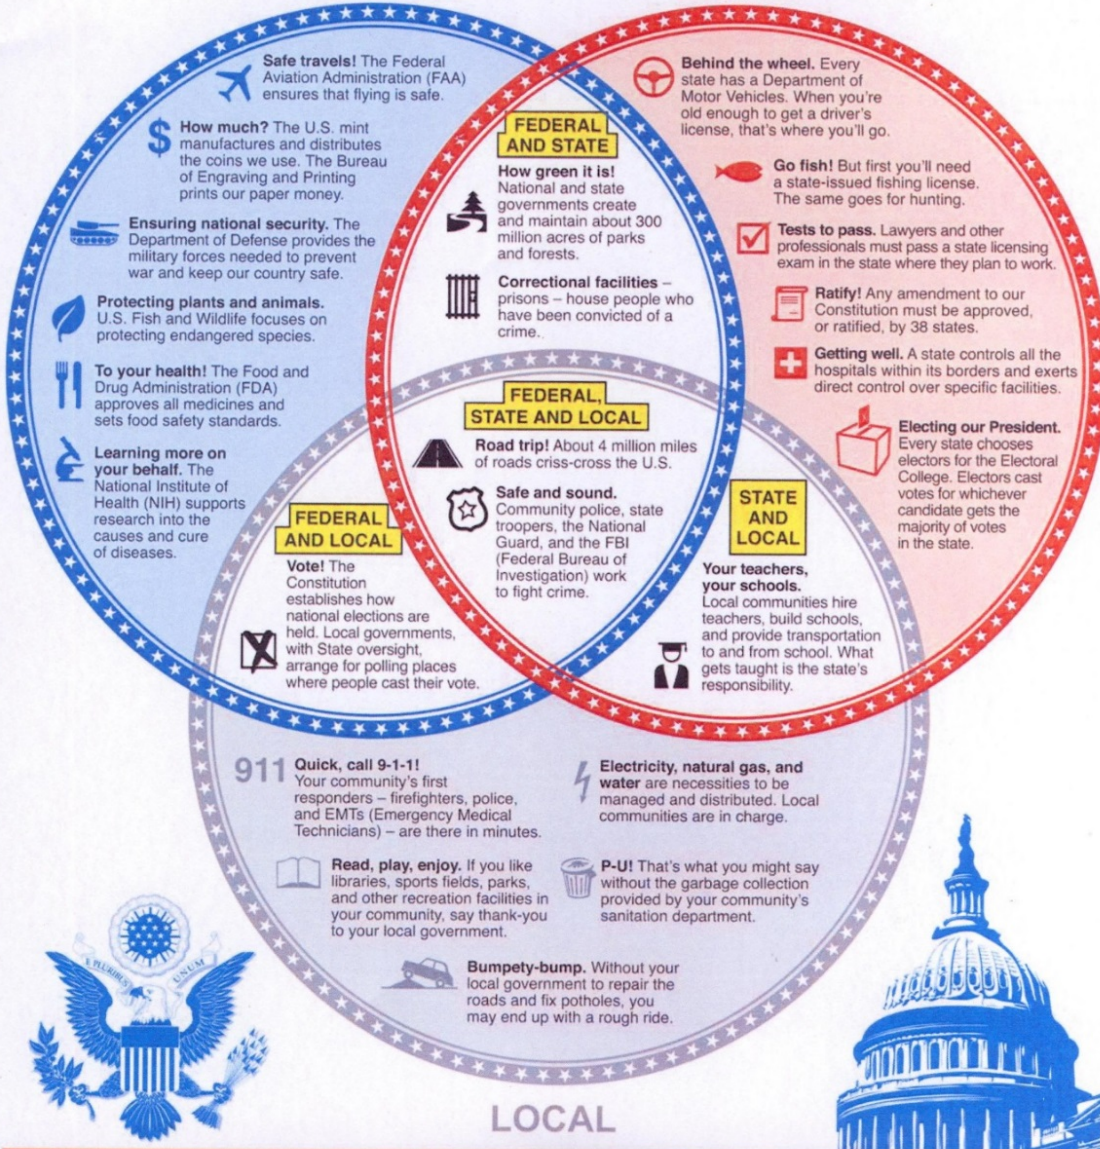 Safe travels! The Federal
Aviation Administration (FAA)
ensures that flying is safe.
$
How much? The U.S. mint
manufactures and distributes
the coins we use. The Bureau
of Engraving and Printing
prints our paper money.
Ensuring national security. The
Department of Defense provides the
military forces needed to prevent
war and keep our country safe.
Protecting plants and animals.
U.S. Fish and Wildlife focuses on
protecting endangered species.
To your health! The Food and
Drug Administration (FDA)
approves all medicines and
sets food safety standards.
Learning more on
your behalf. The
National Institute of
Health (NIH) supports
research into the
causes and cure
of diseases.
FEDERAL
AND STATE
How green it is!
National and state
governments create
and maintain about 300
million acres of parks
and forests.
Correctional facilities –
prisons – house people who
have been convicted of a
crime.
Behind the wheel. Every
state has a Department of
Motor Vehicles. When you're
old enough to get a driver's
license, that's where you'll go.
Go fish! But first you'll need
a state-issued fishing license.
The same goes for hunting.
Tests to pass. Lawyers and other
professionals must pass a state licensing
exam in the state where they plan to work.
Ratify! Any amendment to our
Constitution must be approved,
or ratified, by 38 states.
Getting well. A state controls all the
hospitals within its borders and exerts
direct control over specific facilities.
Electing our President.
Every state chooses
electors for the Electoral
College. Electors cast
votes for whichever
candidate gets the
majority of votes
in the state.
FEDERAL,
STATE AND LOCAL
Road trip! About 4 million miles
of roads criss-cross the U.S.
Safe and sound.
Community police, state
troopers, the National
Guard, and the FBI
(Federal Bureau of
Investigation) work
to fight crime.
FEDERAL
AND LOCAL
Vote! The
Constitution
establishes how
national elections are
held. Local governments,
with State oversight,
arrange for polling places
where people cast their vote.
STATE
AND
LOCAL
Your teachers,
your schools.
Local communities hire
teachers, build schools,
and provide transportation
to and from school. What
gets taught is the state's
responsibility.
911
Quick, call 9-1-1!
Your community's first
responders – firefighters, police,
and EMTs (Emergency Medical
Technicians) – are there in minutes.
Electricity, natural gas, and
water are necessities to be
managed and distributed. Local
communities are in charge.
Read, play, enjoy. If you like
libraries, sports fields, parks,
and other recreation facilities in
your community, say thank-you
to your local government.
P-U! That's what you might say
without the garbage collection
provided by your community's
sanitation department.
Bumpety-bump. Without your
local government to repair the
roads and fix potholes, you
may end up with a rough ride.
E PLURIBUS UNUM
LOCAL